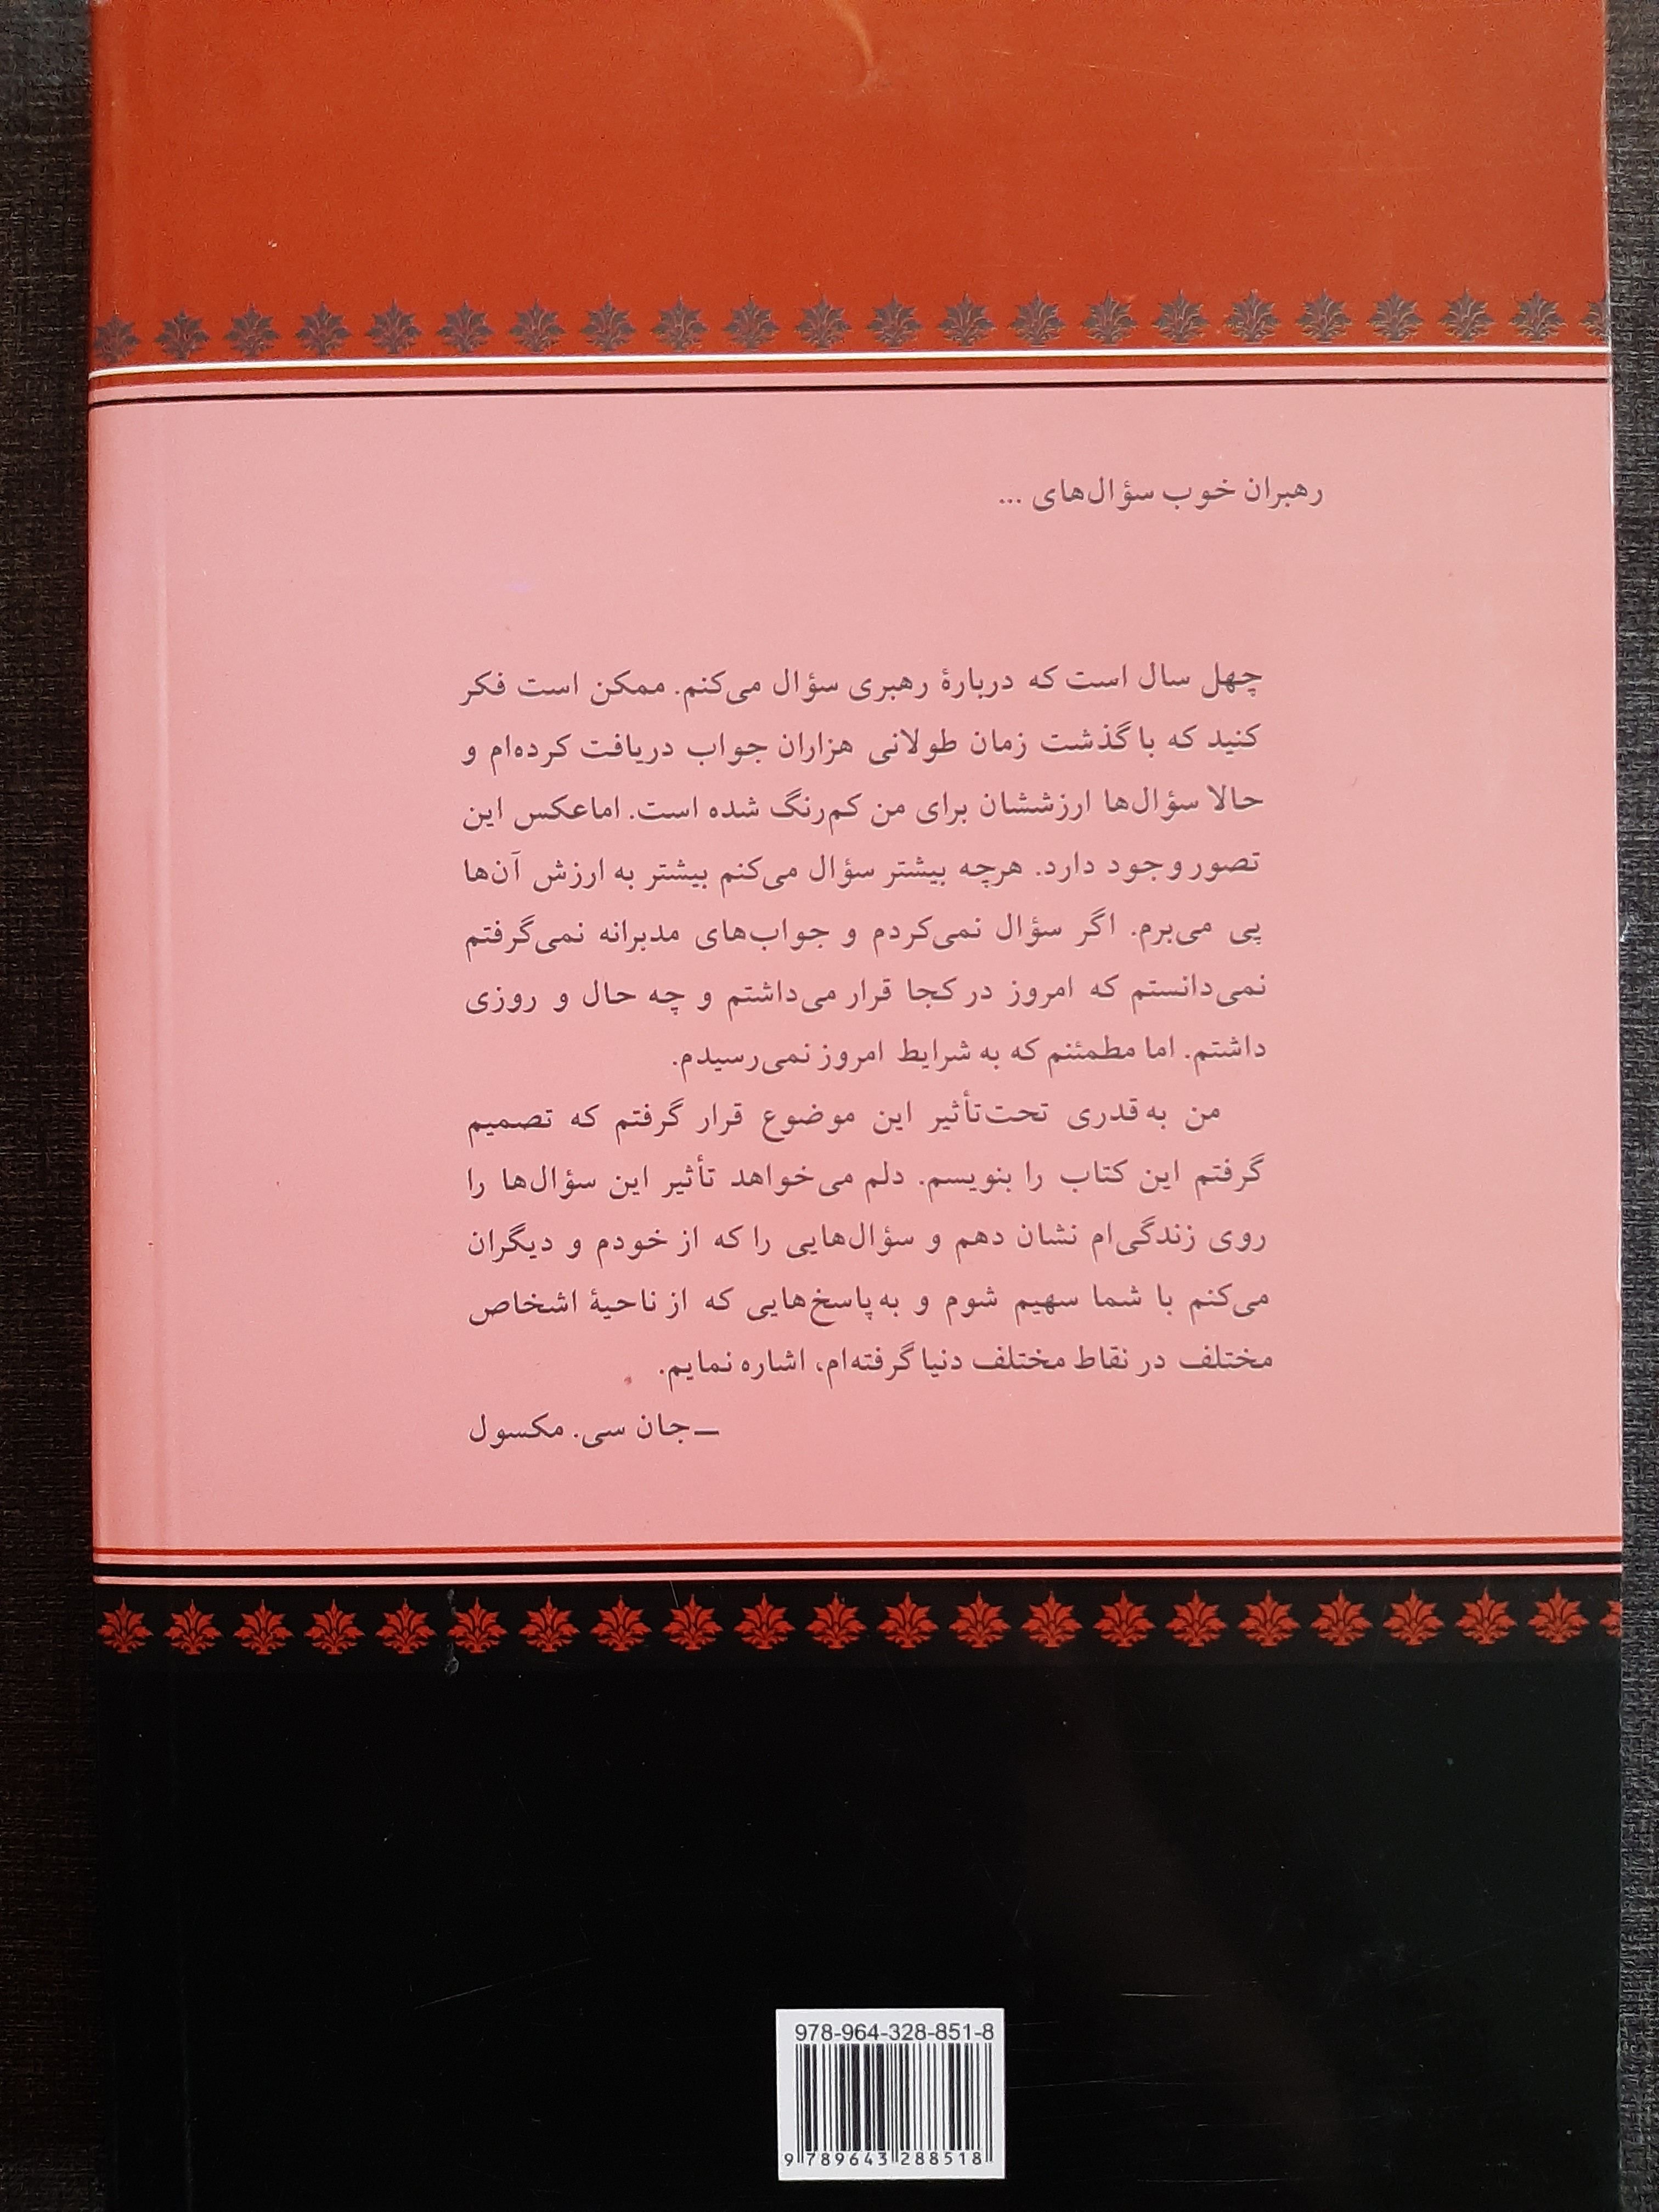 رهبران خوب سؤال‌های ...
چهل سال است که دربارهٔ رهبری سؤال می‌کنم. ممکن است فکر
کنید که با گذشت زمان طولانی هزاران جواب دریافت کرده‌ام و
حالا سؤال‌ها ارزششان برای من کم‌رنگ شده است. اما عکس این
تصور وجود دارد. هرچه بیشتر سؤال می‌کنم بیشتر به ارزش آن‌ها
پی می‌برم. اگر سؤال نمی‌کردم و جواب‌های مدبرانه نمی‌گرفتم
نمی‌دانستم که امروز در کجا قرار می‌داشتم و چه حال و روزی
داشتم. اما مطمئنم که به شرایط امروز نمی‌رسیدم.
من به‌قدری تحت‌تأثیر این موضوع قرار گرفتم که تصمیم
گرفتم این کتاب را بنویسم. دلم می‌خواهد تأثیر این سؤال‌ها را
روی زندگی‌ام نشان دهم و سؤال‌هایی را که از خودم و دیگران
می‌کنم با شما سهیم شوم و به‌پاسخ‌هایی که از ناحیهٔ اشخاص
مختلف در نقاط مختلف دنیا گرفته‌ام، اشاره نمایم.
ـ جان سی. مکسول
978-964-328-851-8
9 789643 288518